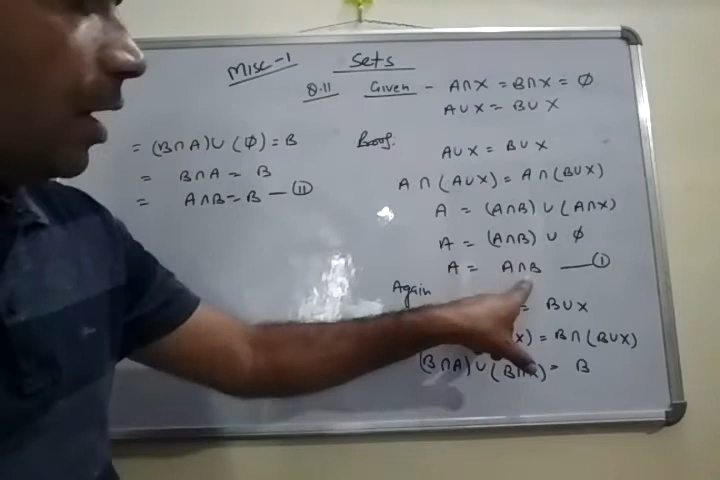 Misc-1 Sets
Q.11 Given - A∩X = B∩X = ∅
A∪X = B∪X
Proof:
A∪X = B∪X
A∩(A∪X) = A∩(B∪X)
A = (A∩B)∪(A∩X)
A = (A∩B)∪ ∅
A = A∩B — (I)
Again
= B∪X
X) = B∩(B∪X)
(B∩A)∪(B∩X) = B
= (B∩A)∪(∅) = B
= B∩A = B
= A∩B = B — (II)